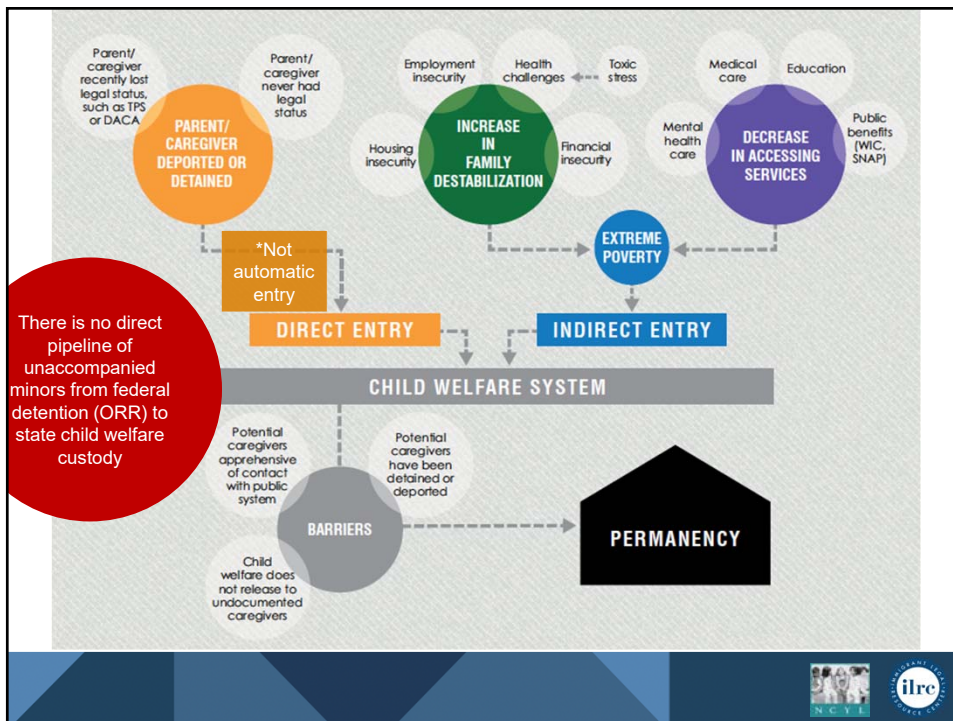 Parent/
caregiver
recently lost
legal status,
such as TPS
or DACA
Parent/
caregiver
never had
legal
status
PARENT/
CAREGIVER
DEPORTED OR
DETAINED
Employment
insecurity
Health
challenges
Toxic
stress
Housing
insecurity
INCREASE
IN
FAMILY
DESTABILIZATION
Financial
insecurity
Medical
care
Education
Mental
health
care
DECREASE
IN ACCESSING
SERVICES
Public
benefits
(WIC,
SNAP)
*Not
automatic
entry
EXTREME
POVERTY
There is no direct
pipeline of
unaccompanied
minors from federal
detention (ORR) to
state child welfare
custody
DIRECT ENTRY
INDIRECT ENTRY
CHILD WELFARE SYSTEM
Potential
caregivers
apprehensive
of contact
with public
system
Potential
caregivers
have been
detained or
deported
BARRIERS
Child
welfare does
not release to
undocumented
caregivers
PERMANENCY
NCYL
IMMIGRANT LEGAL
RESOURCE CENTER
ilrc